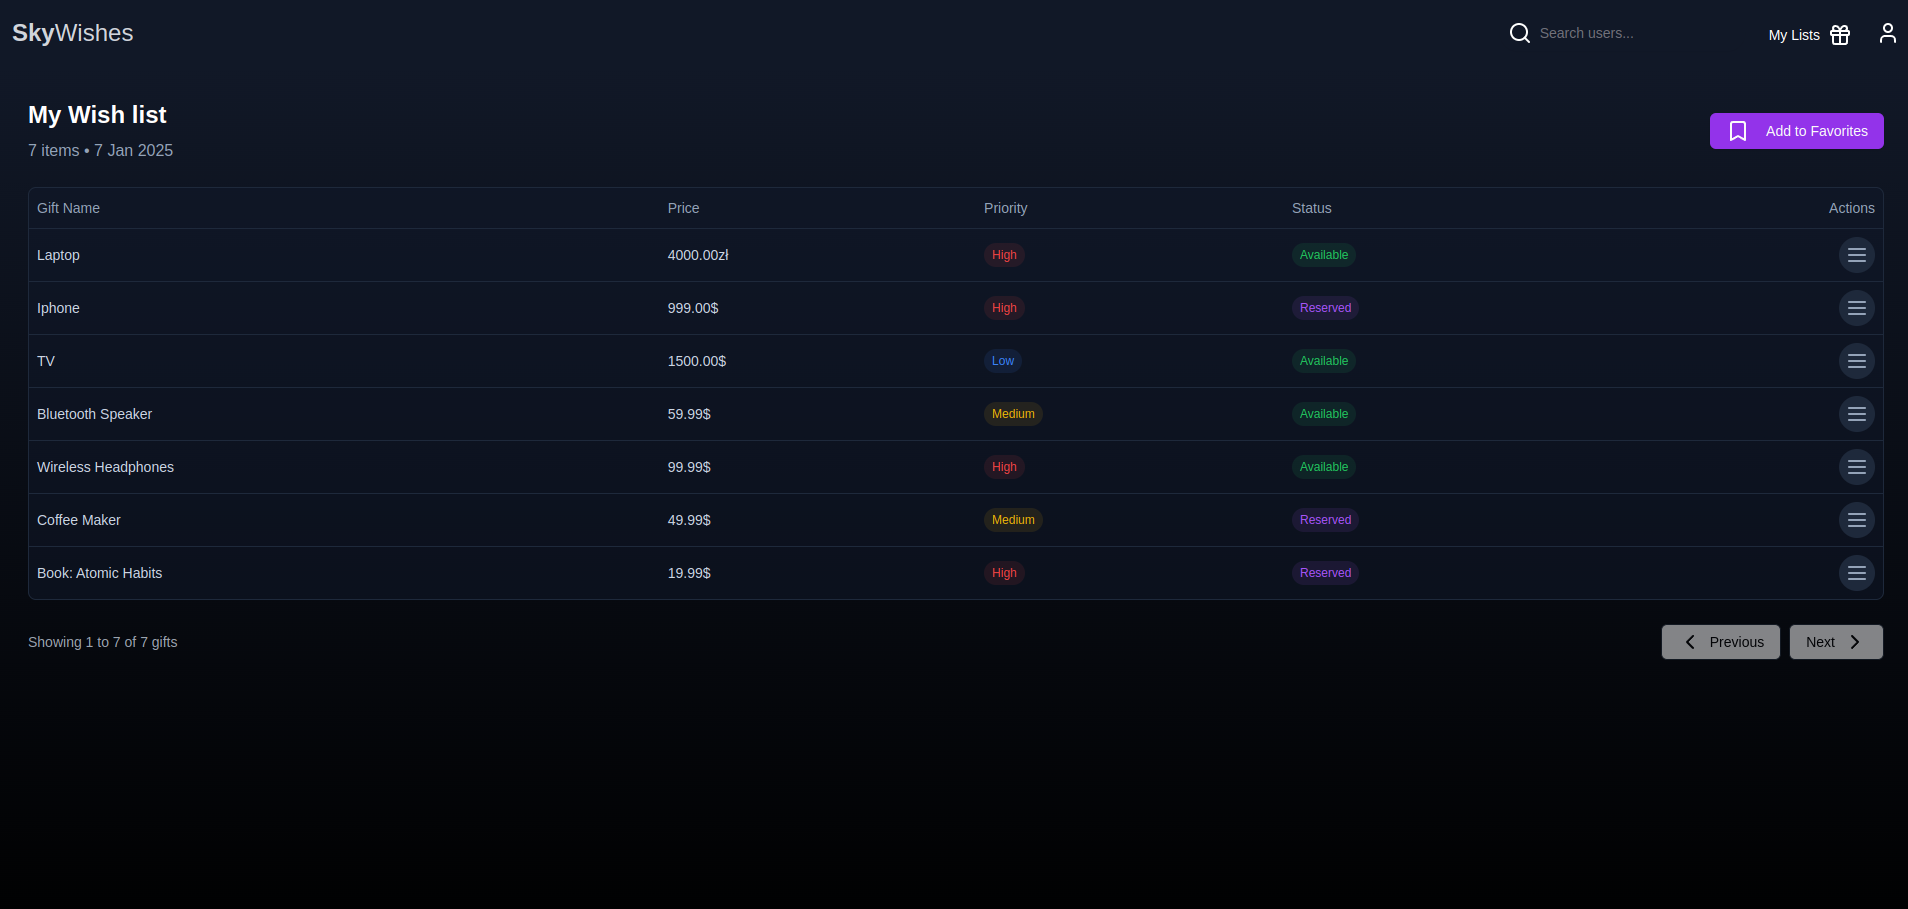 SkyWishes
Search users...
My Lists
My Wish list
7 items • 7 Jan 2025
Add to Favorites
Gift Name Price Priority Status Actions
Laptop 4000.00zł High Available
Iphone 999.00$ High Reserved
TV 1500.00$ Low Available
Bluetooth Speaker 59.99$ Medium Available
Wireless Headphones 99.99$ High Available
Coffee Maker 49.99$ Medium Reserved
Book: Atomic Habits 19.99$ High Reserved
Showing 1 to 7 of 7 gifts
Previous
Next